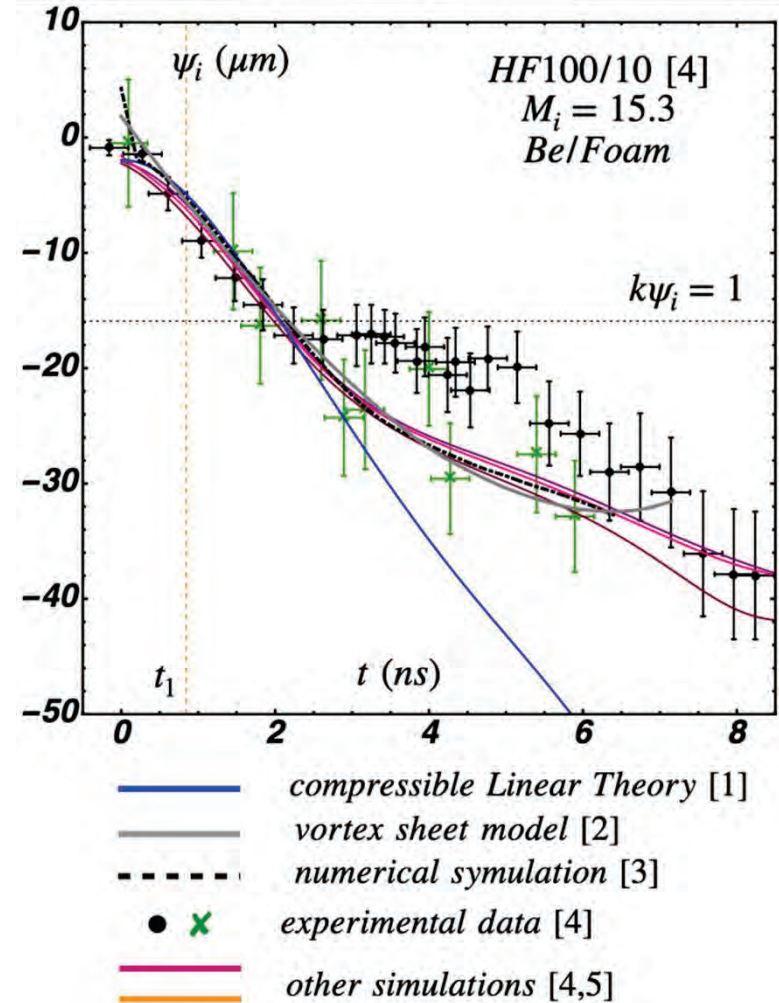 10
ψi (μm)
HF100/10 [4]
Mi = 15.3
Be/Foam
0
-10
kψi = 1
-20
-30
-40
t1
t (ns)
-50
0 2 4 6 8
compressible Linear Theory [1]
vortex sheet model [2]
numerical symulation [3]
experimental data [4]
other simulations [4,5]